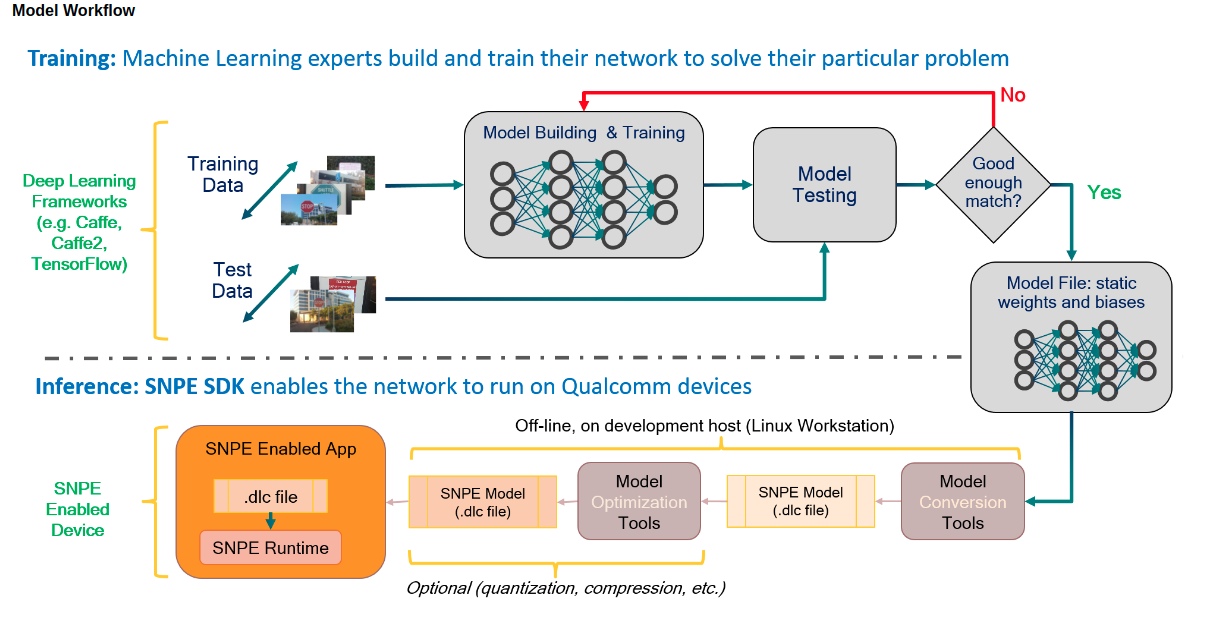 Model Workflow
Training: Machine Learning experts build and train their network to solve their particular problem
No
Model Building & Training
Training
Data
Deep Learning
Frameworks
(e.g. Caffe,
Caffe2,
TensorFlow)
Model
Testing
Good
enough
match?
Yes
Test
Data
STOP
Model File: static
weights and biases
Inference: SNPE SDK enables the network to run on Qualcomm devices
Off-line, on development host (Linux Workstation)
SNPE
Enabled
Device
SNPE Enabled App
.dlc file
SNPE Runtime
SNPE Model
(.dlc file)
Model
Optimization
Tools
SNPE Model
(.dlc file)
Model
Conversion
Tools
Optional (quantization, compression, etc.)